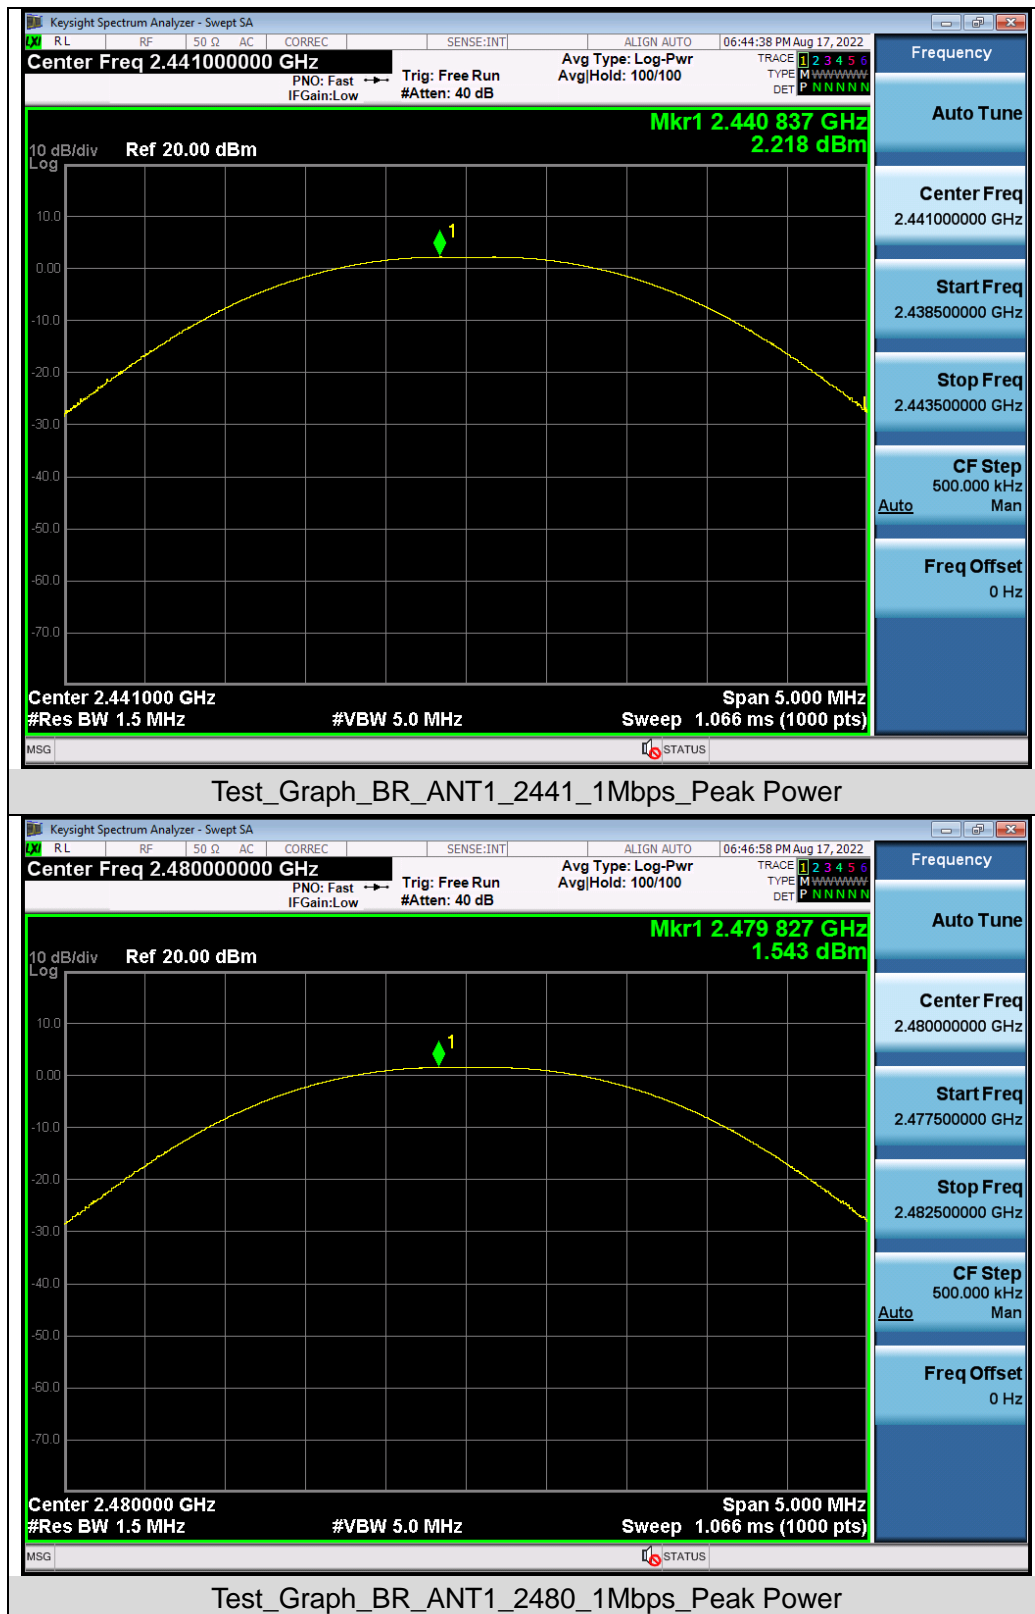 Keysight Spectrum Analyzer - Swept SA
LXI RL RF 50 Ω AC CORREC SENSE:INT ALIGN AUTO 06:44:38 PM Aug 17, 2022
Center Freq 2.441000000 GHz
PNO: Fast
IFGain:Low
Trig: Free Run
#Atten: 40 dB
Avg Type: Log-Pwr
Avg|Hold: 100/100
TRACE 1 2 3 4 5 6
TYPE M WWWWW
DET P N N N N N
Mkr1 2.440 837 GHz
2.218 dBm
10 dB/div Ref 20.00 dBm
Log
1
10.0
0.00
-10.0
-20.0
-30.0
-40.0
-50.0
-60.0
-70.0
Center 2.441000 GHz Span 5.000 MHz
#Res BW 1.5 MHz #VBW 5.0 MHz Sweep 1.066 ms (1000 pts)
MSG STATUS
Frequency
Auto Tune
Center Freq
2.441000000 GHz
Start Freq
2.438500000 GHz
Stop Freq
2.443500000 GHz
CF Step
500.000 kHz
Auto Man
Freq Offset
0 Hz
Test_Graph_BR_ANT1_2441_1Mbps_Peak Power
Keysight Spectrum Analyzer - Swept SA
LXI RL RF 50 Ω AC CORREC SENSE:INT ALIGN AUTO 06:46:58 PM Aug 17, 2022
Center Freq 2.480000000 GHz
PNO: Fast
IFGain:Low
Trig: Free Run
#Atten: 40 dB
Avg Type: Log-Pwr
Avg|Hold: 100/100
TRACE 1 2 3 4 5 6
TYPE M WWWWW
DET P N N N N N
Mkr1 2.479 827 GHz
1.543 dBm
10 dB/div Ref 20.00 dBm
Log
1
10.0
0.00
-10.0
-20.0
-30.0
-40.0
-50.0
-60.0
-70.0
Center 2.480000 GHz Span 5.000 MHz
#Res BW 1.5 MHz #VBW 5.0 MHz Sweep 1.066 ms (1000 pts)
MSG STATUS
Frequency
Auto Tune
Center Freq
2.480000000 GHz
Start Freq
2.477500000 GHz
Stop Freq
2.482500000 GHz
CF Step
500.000 kHz
Auto Man
Freq Offset
0 Hz
Test_Graph_BR_ANT1_2480_1Mbps_Peak Power